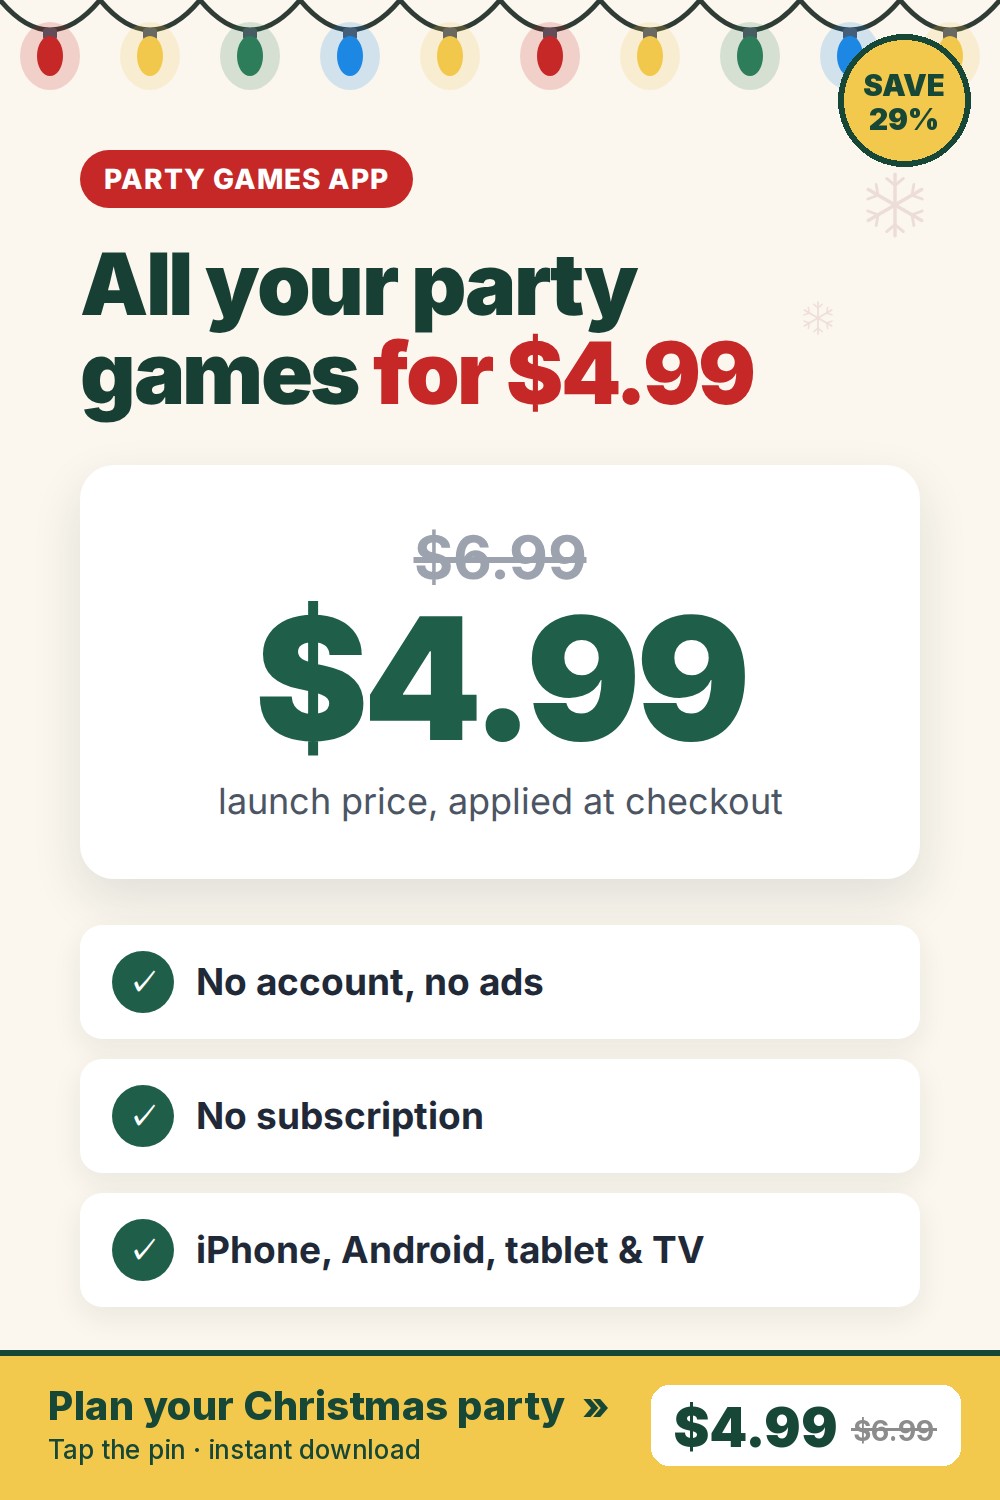 SAVE
29%
PARTY GAMES APP
All your party
games for $4.99
$6.99
$4.99
launch price, applied at checkout
✓ No account, no ads
✓ No subscription
✓ iPhone, Android, tablet & TV
Plan your Christmas party »
Tap the pin · instant download
$4.99 $6.99